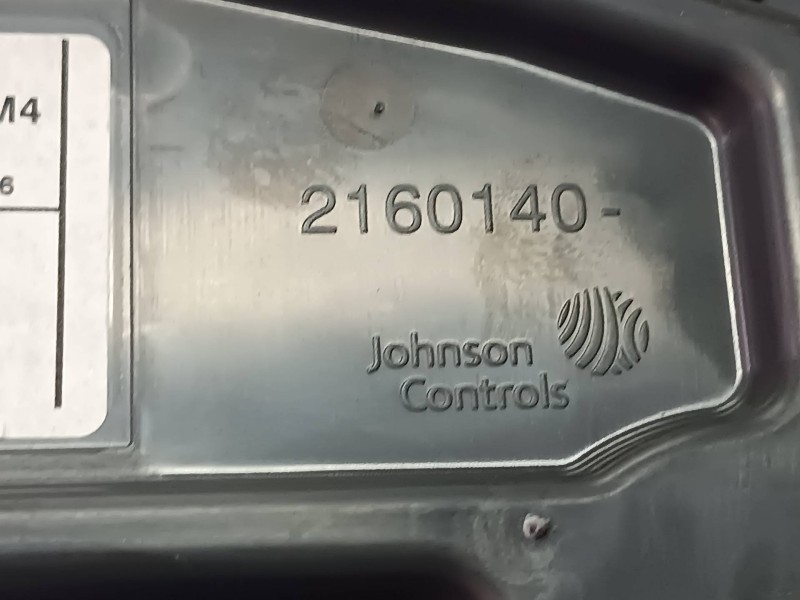 M4
6
2160140-
Johnson
Controls